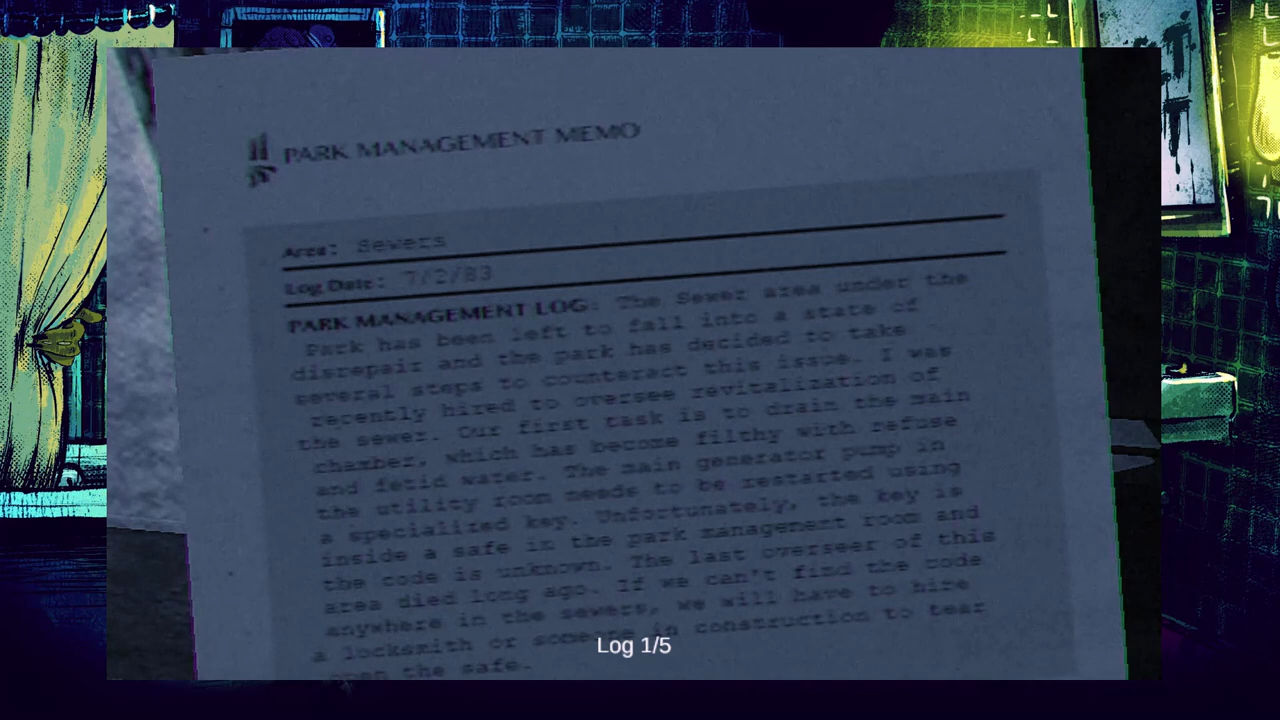 PARK MANAGEMENT MEMO
Area: Sewers
Log Date: 7/2/83
PARK MANAGEMENT LOG: The Sewer area under the
Park has been left to fall into a state of
disrepair and the park has decided to take
several steps to counteract this issue. I was
recently hired to oversee revitalization of
the sewer. Our first task is to drain the main
chamber, which has become filthy with refuse
and fetid water. The main generator pump in
the utility room needs to be restarted using
a specialized key. Unfortunately, the key is
inside a safe in the park management room and
the code is unknown. The last overseer of this
area died long ago. If we can't find the code
anywhere in the sewers, we will have to hire
a locksmith or someone in construction to tear
open the safe.
Log 1/5